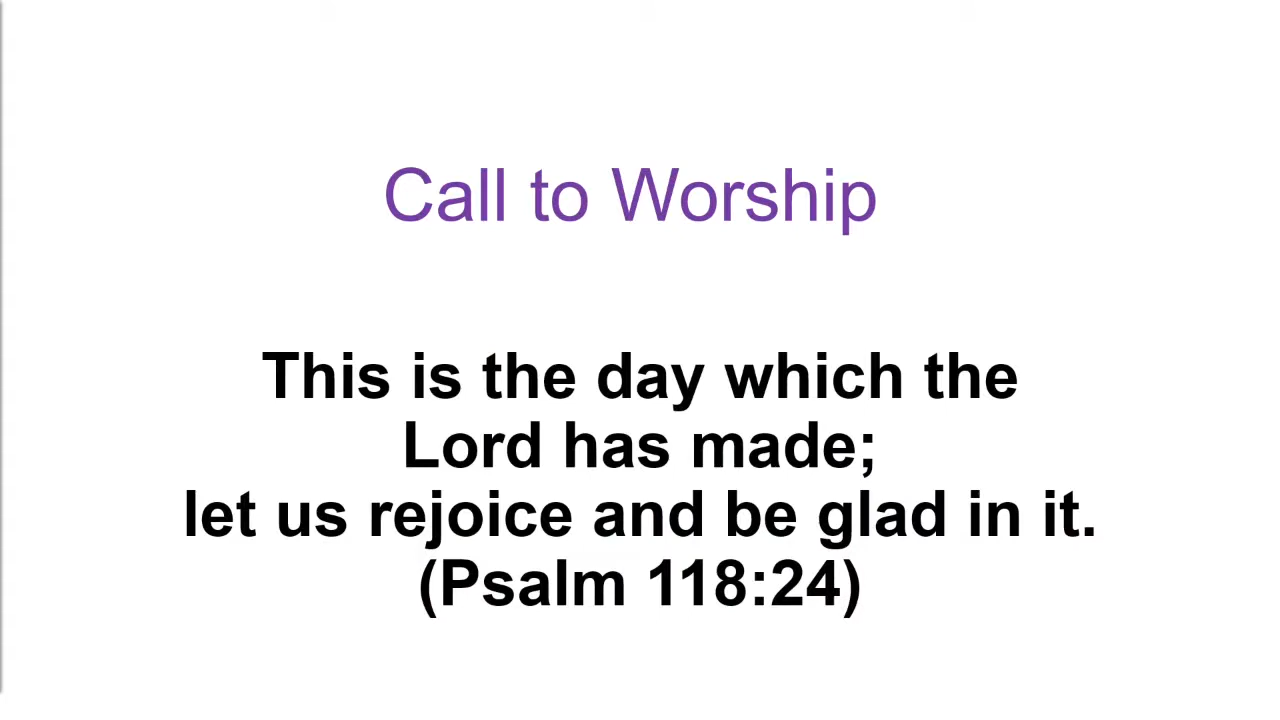 Call to Worship
This is the day which the
Lord has made;
let us rejoice and be glad in it.
(Psalm 118:24)